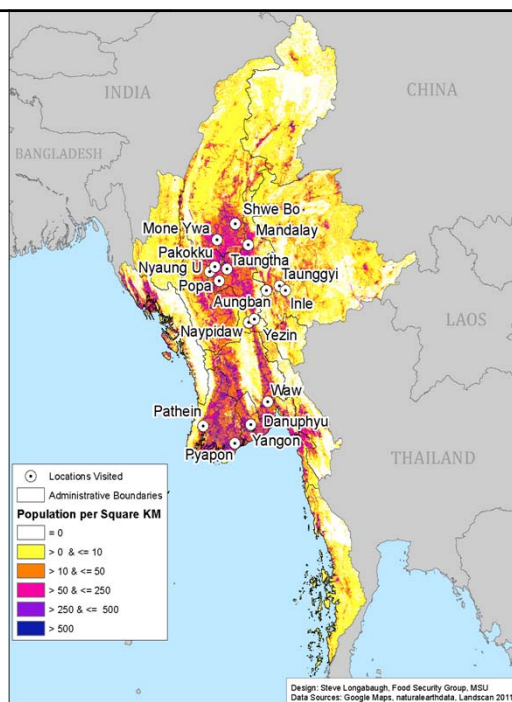 INDIA
CHINA
BANGLADESH
Shwe Bo
Mone Ywa
Mandalay
Pakokku
Taungtha
Nyaung U
Taunggyi
Popa
Aungban
Inle
LAOS
Naypidaw
Yezin
Waw
Pathein
Danuphyu
Yangon
Pyapon
THAILAND
Locations Visited
Administrative Boundaries
Population per Square KM
= 0
> 0 & <= 10
> 10 & <= 50
> 50 & <= 250
> 250 & <= 500
> 500
Design: Steve Longabaugh, Food Security Group, MSU
Data Sources: Google Maps, naturalearthdata, Landscan 2011